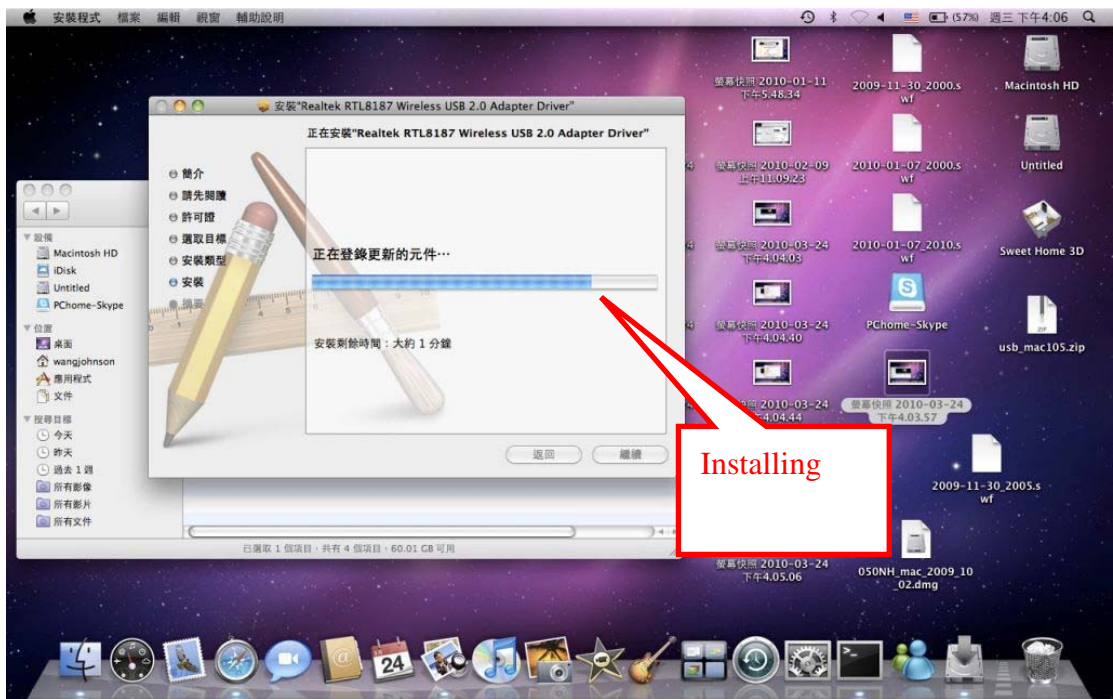 安裝程式 檔案 編輯 視窗 輔助說明
(57%) 週三 下午4:06
螢幕快照 2010-01-11
下午5.48.34
2009-11-30_2000.s
wf
Macintosh HD
安裝"Realtek RTL8187 Wireless USB 2.0 Adapter Driver"
正在安裝"Realtek RTL8187 Wireless USB 2.0 Adapter Driver"
簡介
請先閱讀
許可證
選取目標
安裝類型
安裝
摘要
正在登錄更新的元件…
安裝剩餘時間：大約 1 分鐘
返回
繼續
螢幕快照 2010-02-09
上午11.09.23
2010-01-07_2000.s
wf
Untitled
螢幕快照 2010-03-24
下午4.04.03
2010-01-07_2010.s
wf
Sweet Home 3D
螢幕快照 2010-03-24
下午4.04.40
PChome-Skype
ZIP
usb_mac105.zip
2010-03-24
4.04.44
螢幕快照 2010-03-24
下午4.03.57
設備
Macintosh HD
iDisk
Untitled
PChome-Skype
位置
桌面
wangjohnson
應用程式
文件
搜尋目標
今天
昨天
過去 1 週
所有影像
所有影片
所有文件
已選取 1 個項目，共有 4 個項目，60.01 GB 可用
Installing
2009-11-30_2005.s
wf
螢幕快照 2010-03-24
下午4.05.06
050NH_mac_2009_10
_02.dmg
24